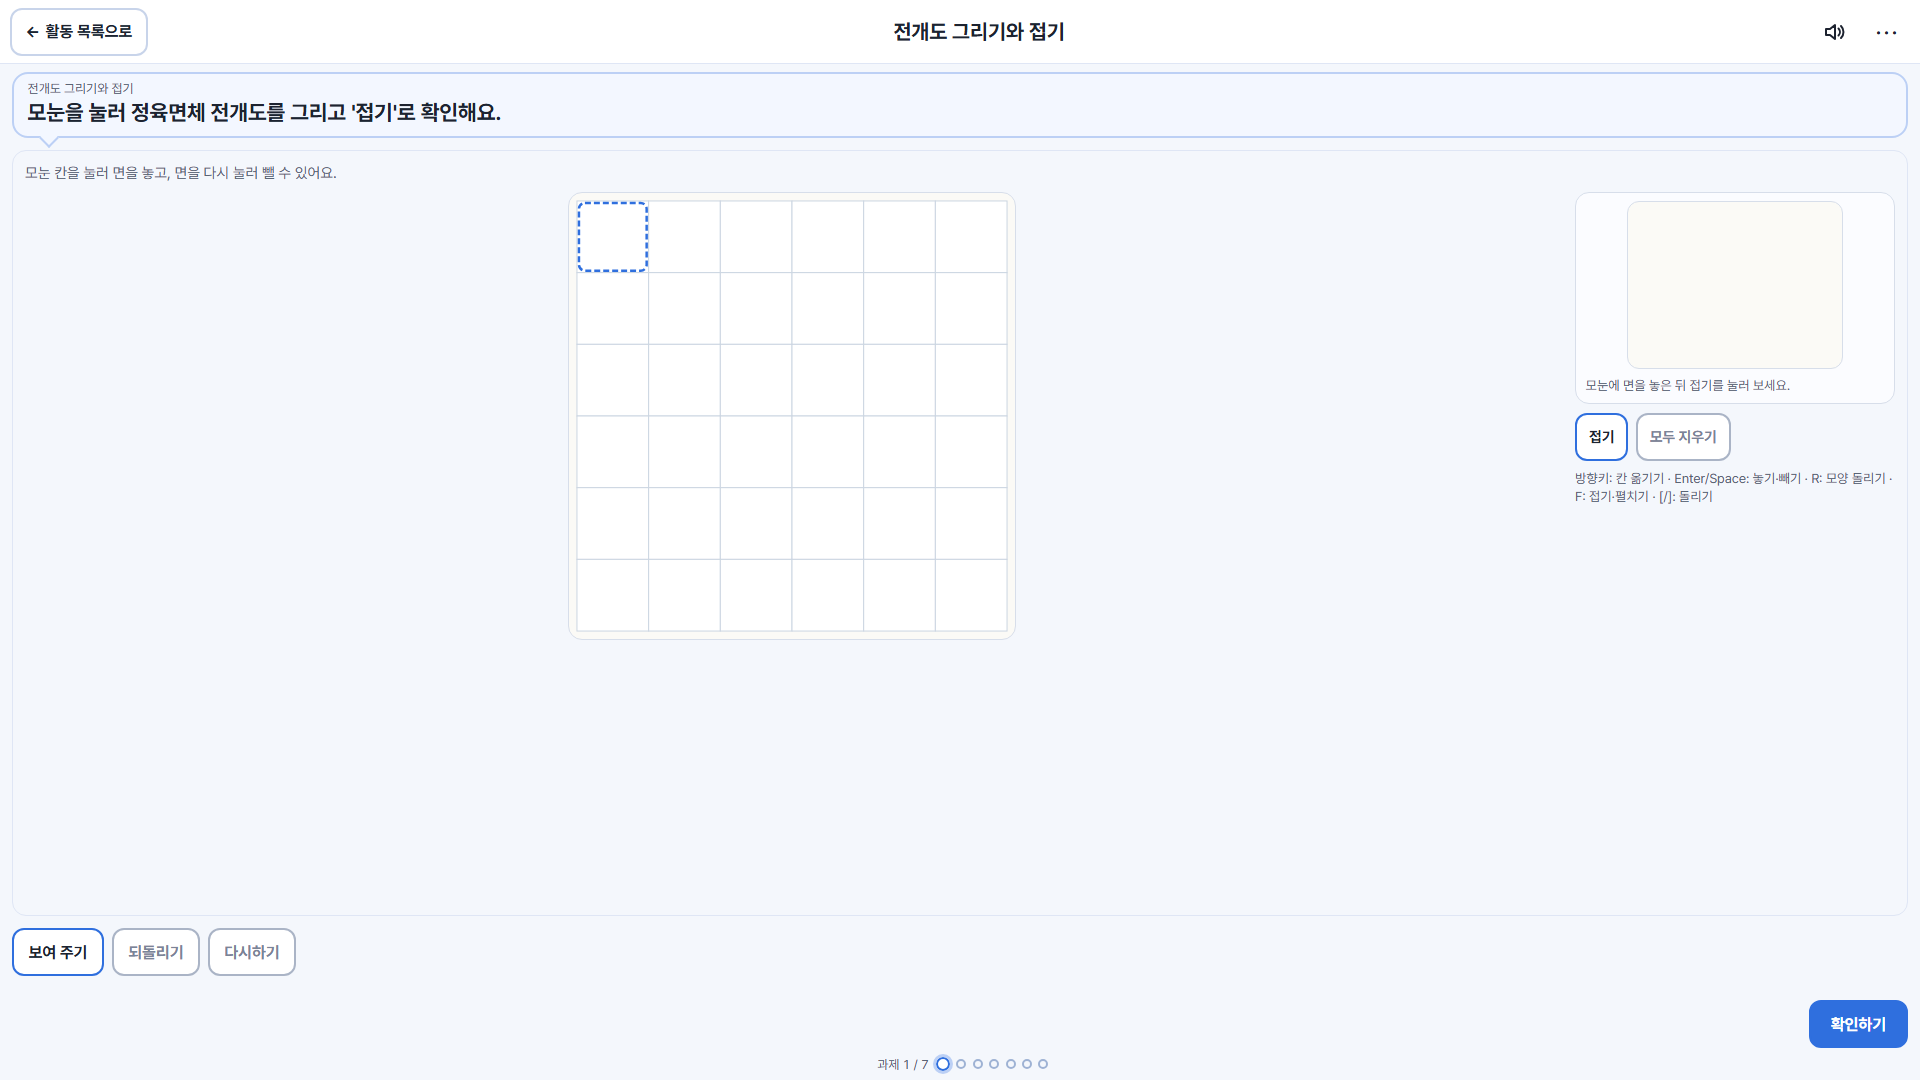 ← 활동 목록으로
전개도 그리기와 접기
전개도 그리기와 접기
모눈을 눌러 정육면체 전개도를 그리고 '접기'로 확인해요.
모눈 칸을 눌러 면을 놓고, 면을 다시 눌러 뺄 수 있어요.
모눈에 면을 놓은 뒤 접기를 눌러 보세요.
접기
모두 지우기
방향키: 칸 옮기기 · Enter/Space: 놓기·빼기 · R: 모양 돌리기 ·
F: 접기·펼치기 · [/]: 돌리기
보여 주기
되돌리기
다시하기
확인하기
과제 1 / 7